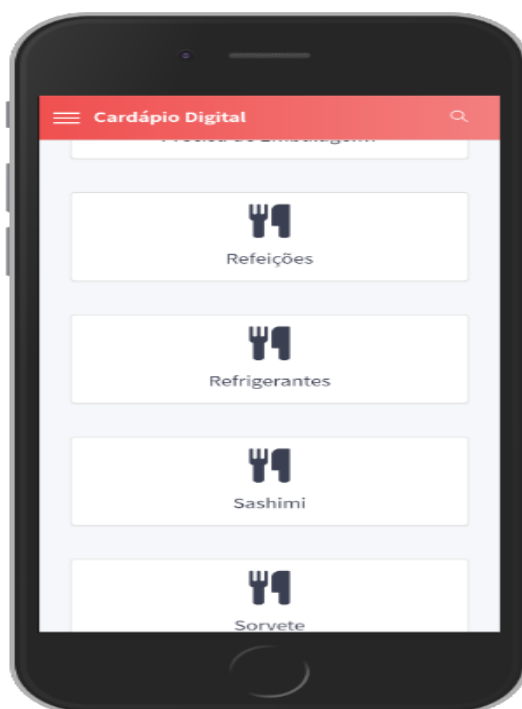 Cardápio Digital
Refeições
Refrigerantes
Sashimi
Sorvete